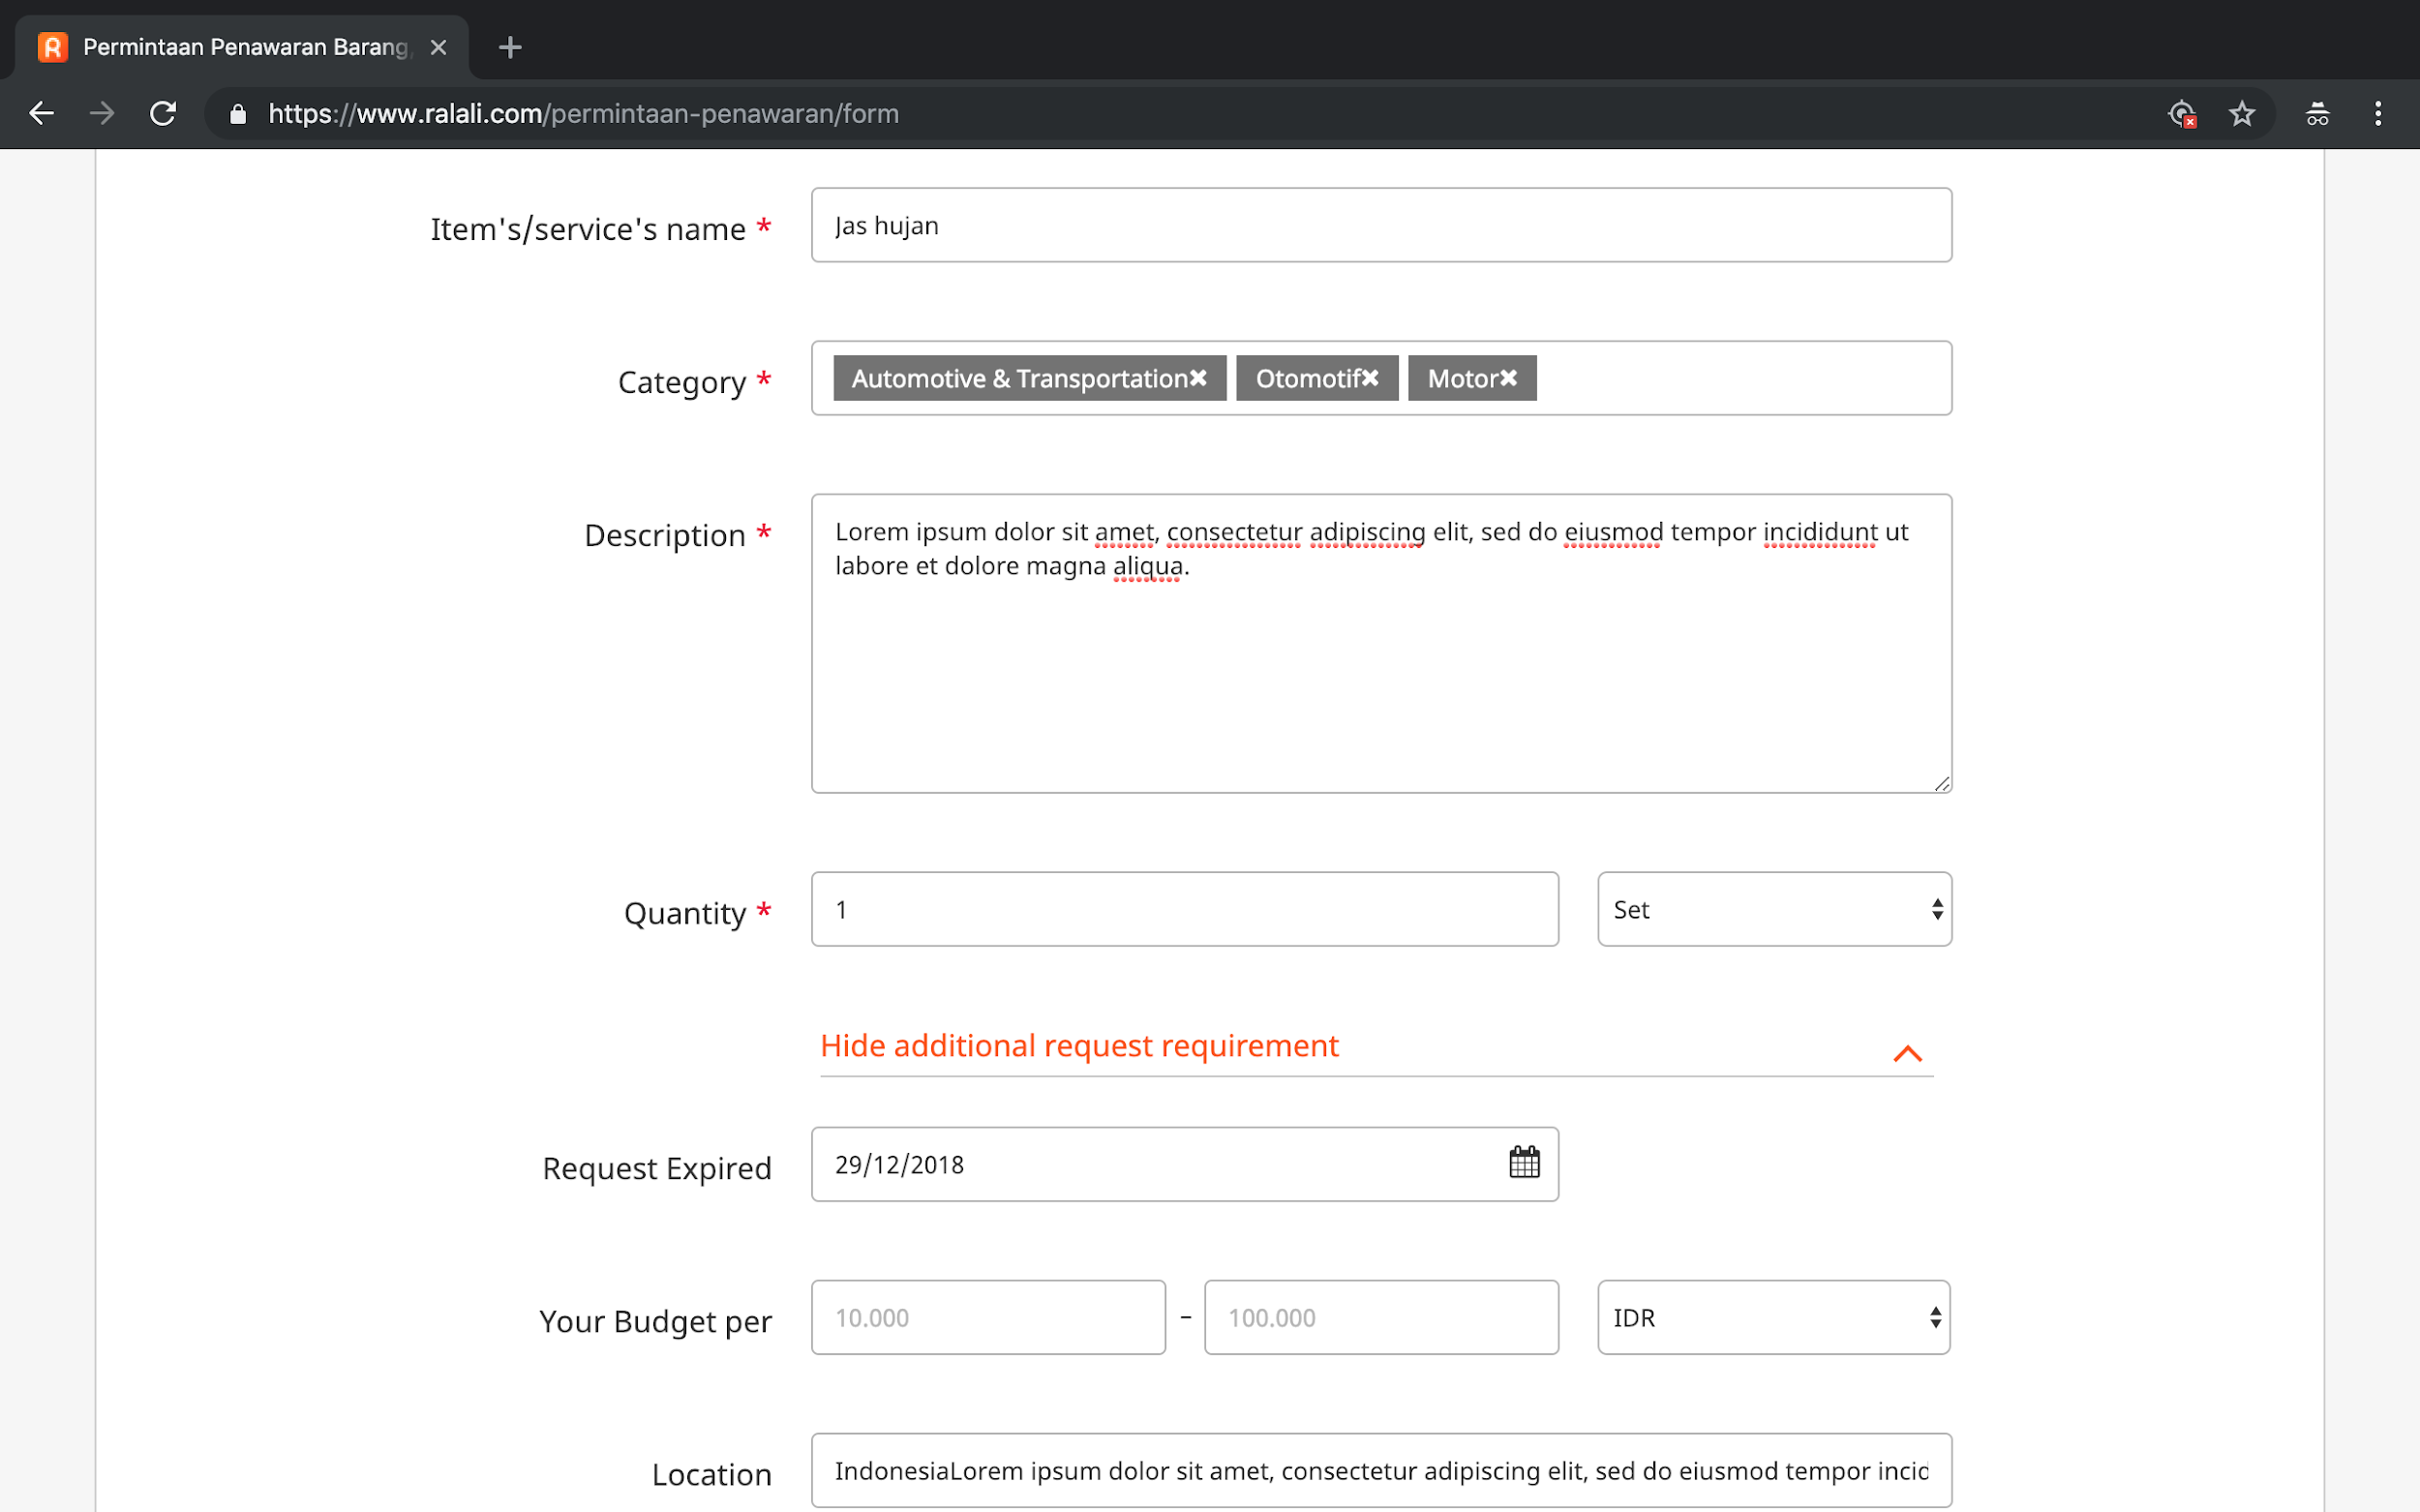 Permintaan Penawaran Barang,
https://www.ralali.com/permintaan-penawaran/form
Item's/service's name * Jas hujan
Category * Automotive & Transportation✖ Otomotif✖ Motor✖
Description * Lorem ipsum dolor sit amet, consectetur adipiscing elit, sed do eiusmod tempor incididunt ut
labore et dolore magna aliqua.
Quantity * 1 Set
Hide additional request requirement
Request Expired 29/12/2018
Your Budget per 10.000 - 100.000 IDR
Location IndonesiaLorem ipsum dolor sit amet, consectetur adipiscing elit, sed do eiusmod tempor incid